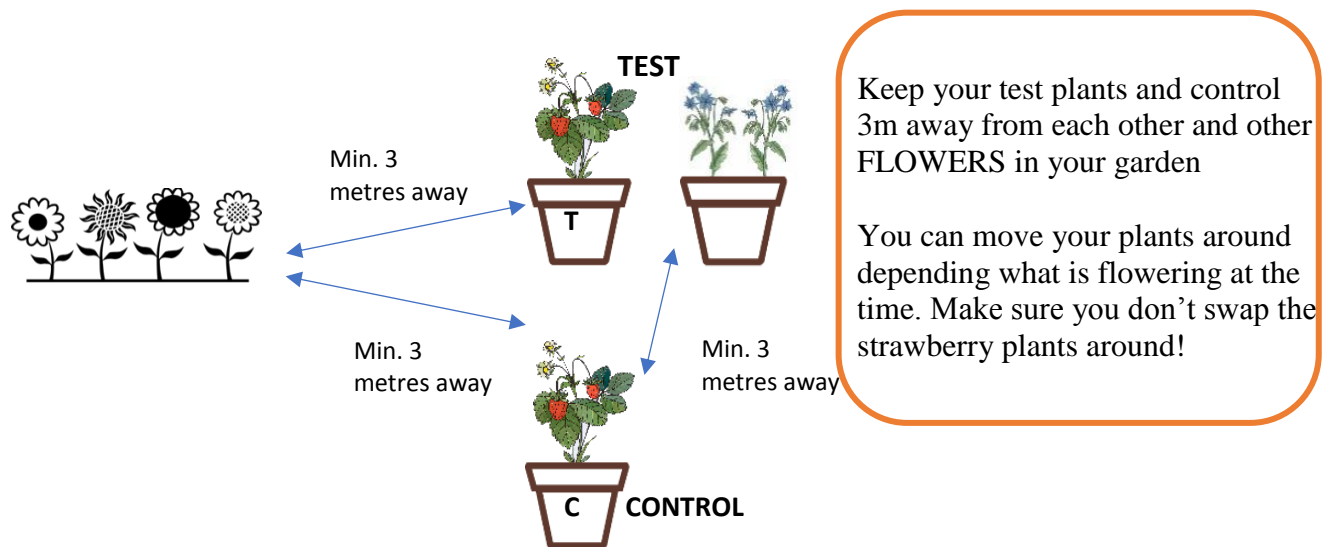 TEST
Min. 3
metres away
T
Min. 3
metres away
Min. 3
metres away
C
CONTROL
Keep your test plants and control
3m away from each other and other
FLOWERS in your garden
You can move your plants around
depending what is flowering at the
time. Make sure you don’t swap the
strawberry plants around!